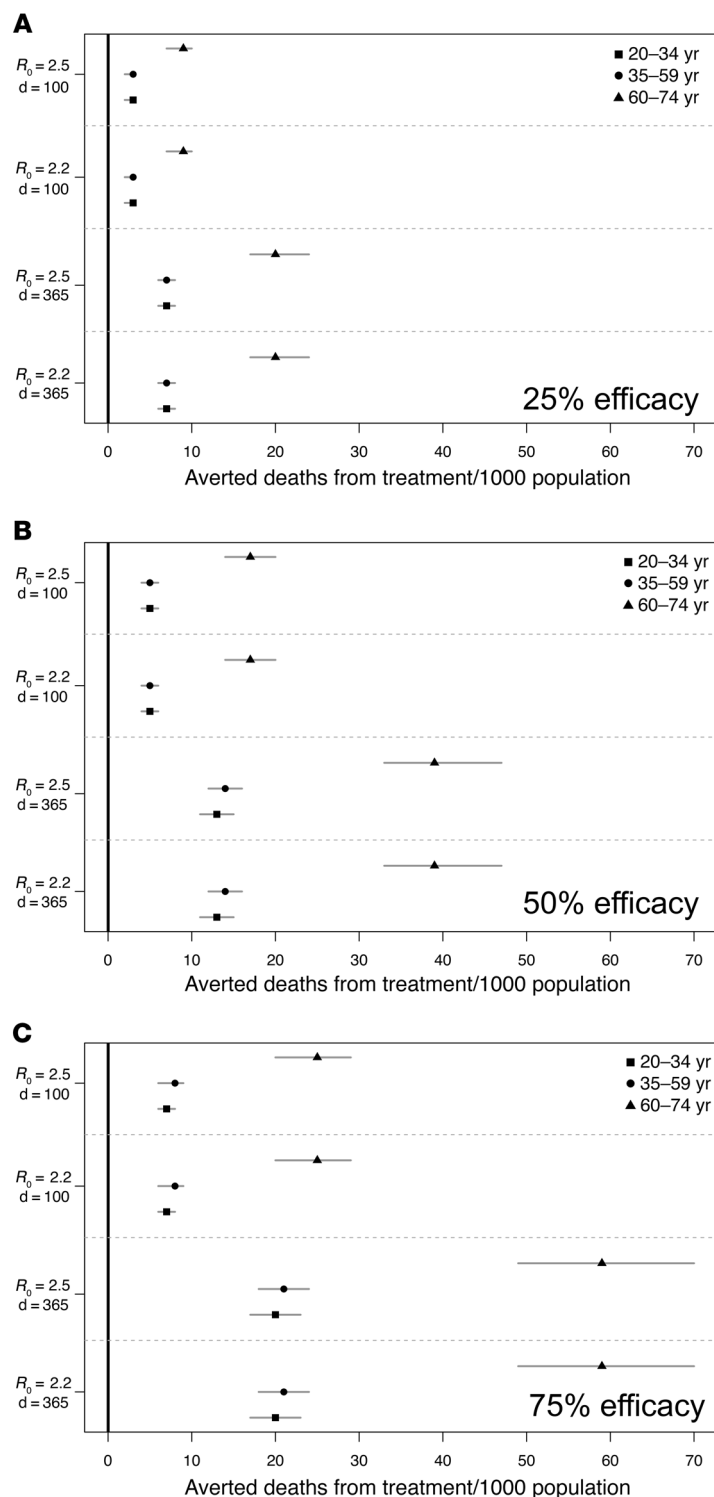 A
R0 = 2.5
d = 100
R0 = 2.2
d = 100
R0 = 2.5
d = 365
R0 = 2.2
d = 365
20–34 yr
35–59 yr
60–74 yr
25% efficacy
0 10 20 30 40 50 60 70
Averted deaths from treatment/1000 population
B
R0 = 2.5
d = 100
R0 = 2.2
d = 100
R0 = 2.5
d = 365
R0 = 2.2
d = 365
20–34 yr
35–59 yr
60–74 yr
50% efficacy
0 10 20 30 40 50 60 70
Averted deaths from treatment/1000 population
C
R0 = 2.5
d = 100
R0 = 2.2
d = 100
R0 = 2.5
d = 365
R0 = 2.2
d = 365
20–34 yr
35–59 yr
60–74 yr
75% efficacy
0 10 20 30 40 50 60 70
Averted deaths from treatment/1000 population